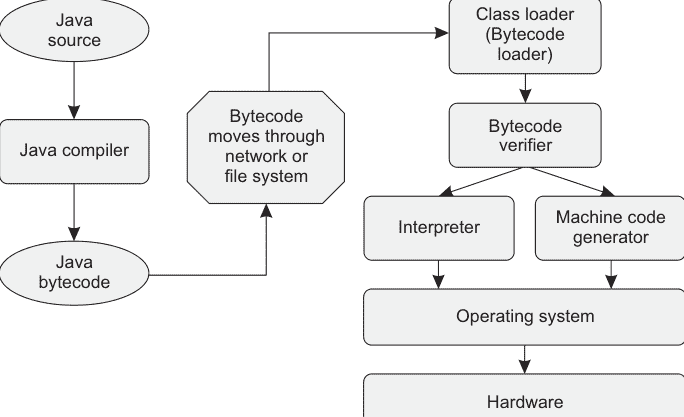 Java
source
Java compiler
Java
bytecode
Bytecode
moves through
network or
file system
Class loader
(Bytecode
loader)
Bytecode
verifier
Interpreter
Machine code
generator
Operating system
Hardware